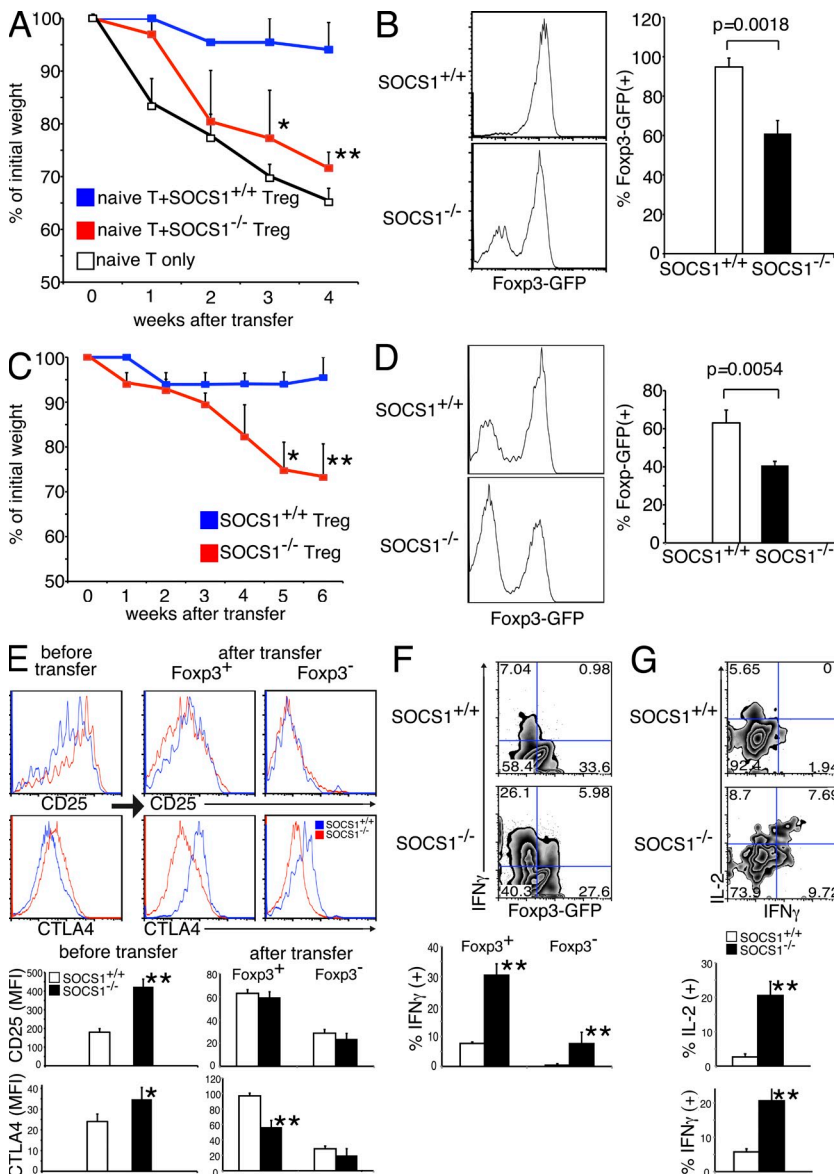 A
% of initial weight
100
90
80
70
65
50
*
**
naive T+SOCS1+/+ Treg
naive T+SOCS1-/- Treg
naive T only
0 1 2 3 4
weeks after transfer
B
SOCS1+/+
SOCS1-/-
Foxp3-GFP
% Foxp3-GFP(+)
p=0.0018
120
100
80
60
40
20
0
SOCS1+/+ SOCS1-/-
C
% of initial weight
100
90
80
70
60
50
*
**
SOCS1+/+ Treg
SOCS1-/- Treg
0 1 2 3 4 5 6
weeks after transfer
D
SOCS1+/+
SOCS1-/-
Foxp3-GFP
% Foxp-GFP(+)
p=0.0054
80
60
40
20
0
SOCS1+/+ SOCS1-/-
E
before transfer
after transfer
Foxp3+ Foxp3-
CD25 CD25
SOCS1+/+
SOCS1-/-
CTLA4 CTLA4
before transfer
after transfer
SOCS1+/+
SOCS1-/-
Foxp3+ Foxp3-
CD25 (MFI)
500
400
300
200
100
0
**
80
60
40
20
0
CTLA4 (MFI)
40
30
20
10
0
*
120
100
80
60
40
20
0
**
F
SOCS1+/+
7.04 0.98
58.4 33.6
SOCS1-/-
26.1 5.98
40.3 27.6
IFNγ
Foxp3-GFP
Foxp3+ Foxp3-
% IFNγ (+)
40
30
20
10
0
**
**
G
SOCS1+/+
5.65 0
92.4 1.94
SOCS1-/-
8.7 7.69
73.9 9.72
IL-2
IFNγ
SOCS1+/+
SOCS1-/-
% IL-2 (+)
30
20
10
0
**
% IFNγ (+)
20
10
0
**